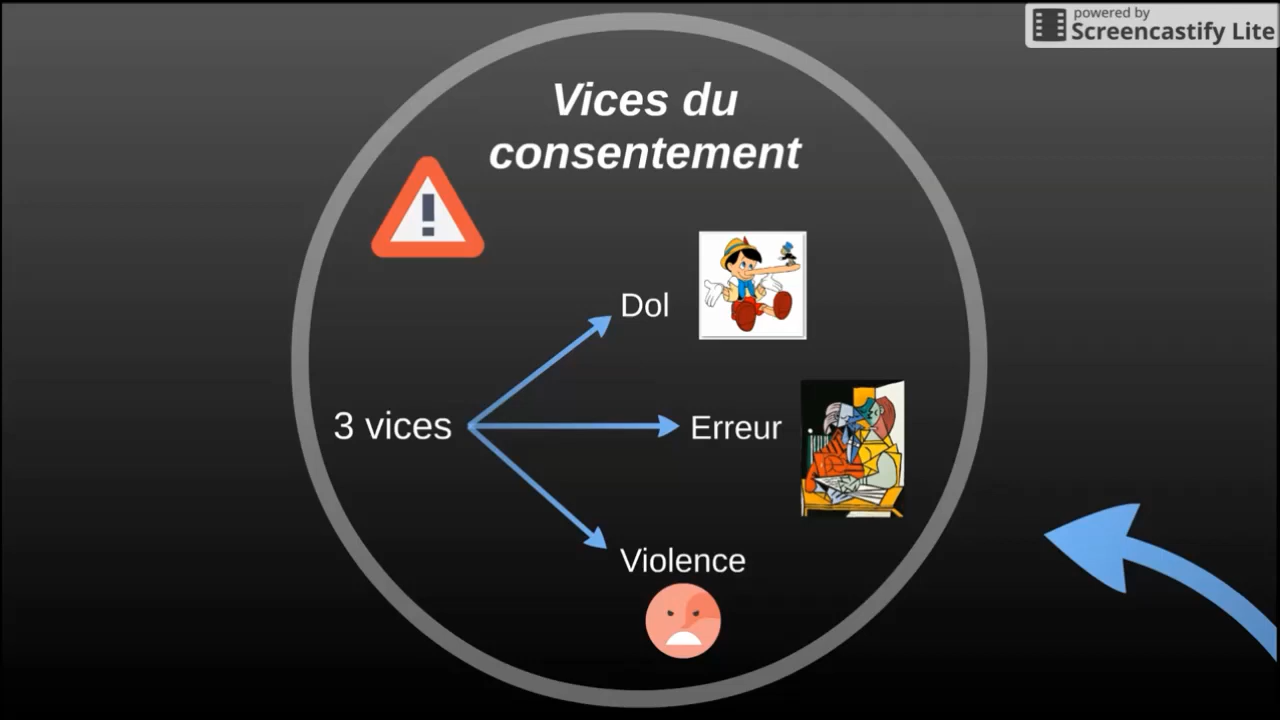 powered by
Screencastify Lite
Vices du
consentement
Dol
3 vices
Erreur
Violence